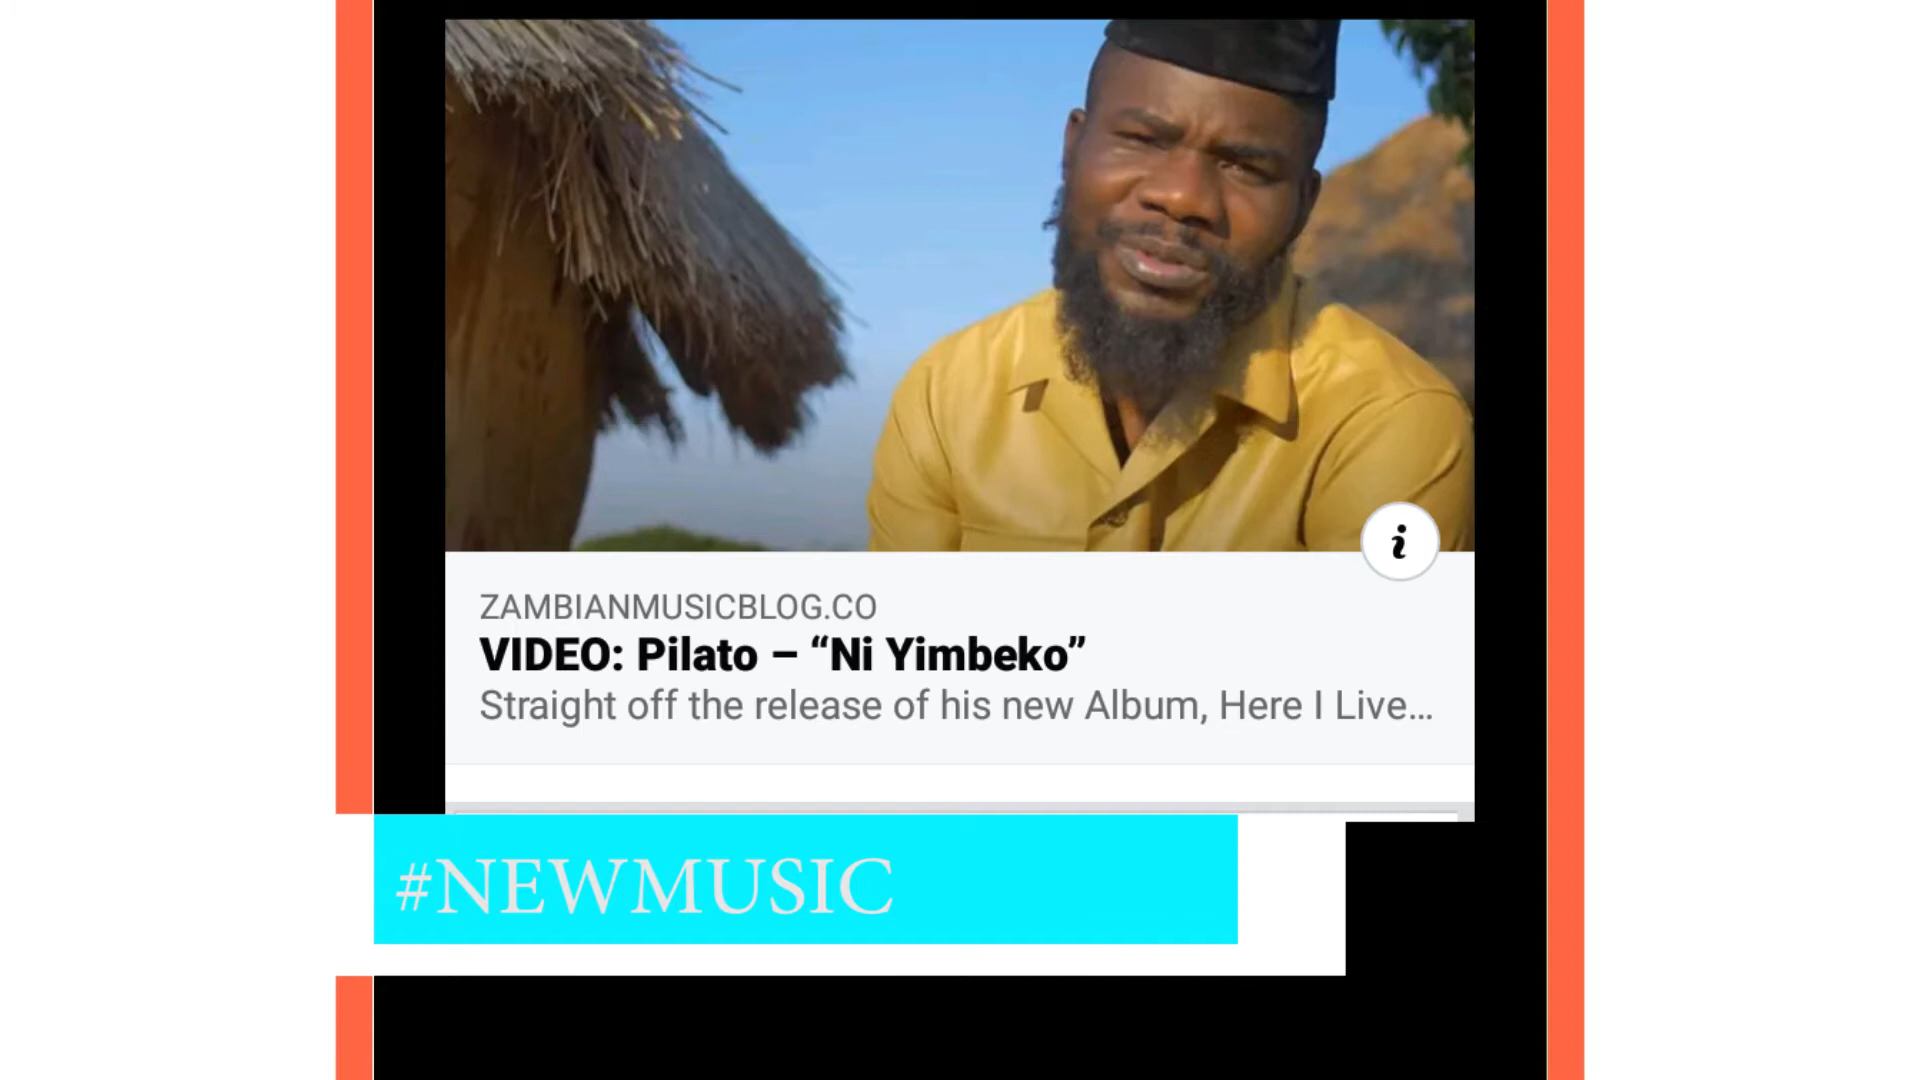 i
ZAMBIANMUSICBLOG.CO
VIDEO: Pilato – “Ni Yimbeko”
Straight off the release of his new Album, Here I Live...
#NEWMUSIC